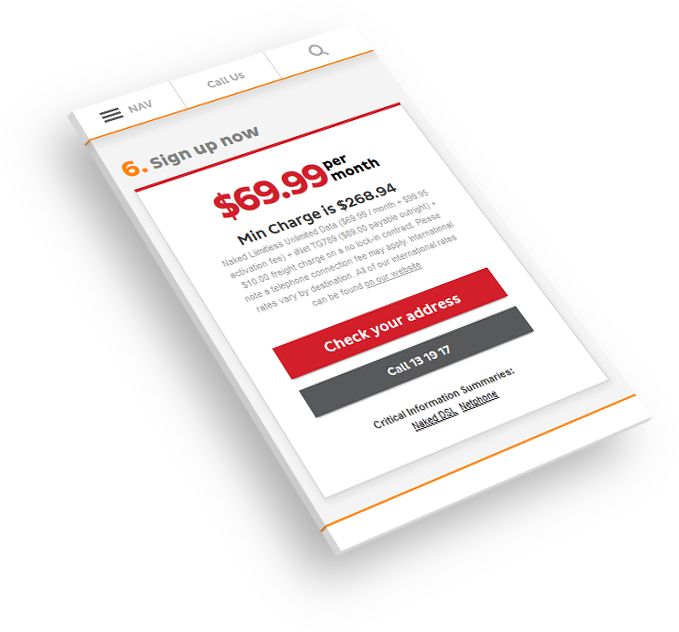 NAV
Call Us
6. Sign up now
$69.99 per month
Min Charge is $268.94
Naked Limitless Unlimited Data ($69.99 / month + $99.95
activation fee) + iiNet TG789 ($89.00 payable outright) +
$10.00 freight charge on a no lock-in contract. Please
note a telephone connection fee may apply. International
rates vary by destination. All of our international rates
can be found on our website.
Check your address
Call 13 19 17
Critical Information Summaries:
Naked DSL, Netphone